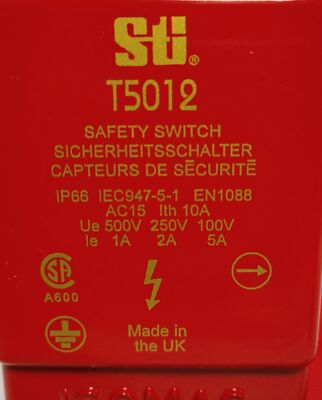 Sti®
T5012
SAFETY SWITCH
SICHERHEITSSCHALTER
CAPTEURS DE SÉCURITÉ
IP66 IEC947-5-1 EN1088
AC15 Ith 10A
Ue 500V 250V 100V
Ie 1A 2A 5A
SA
A600
Made in
the UK